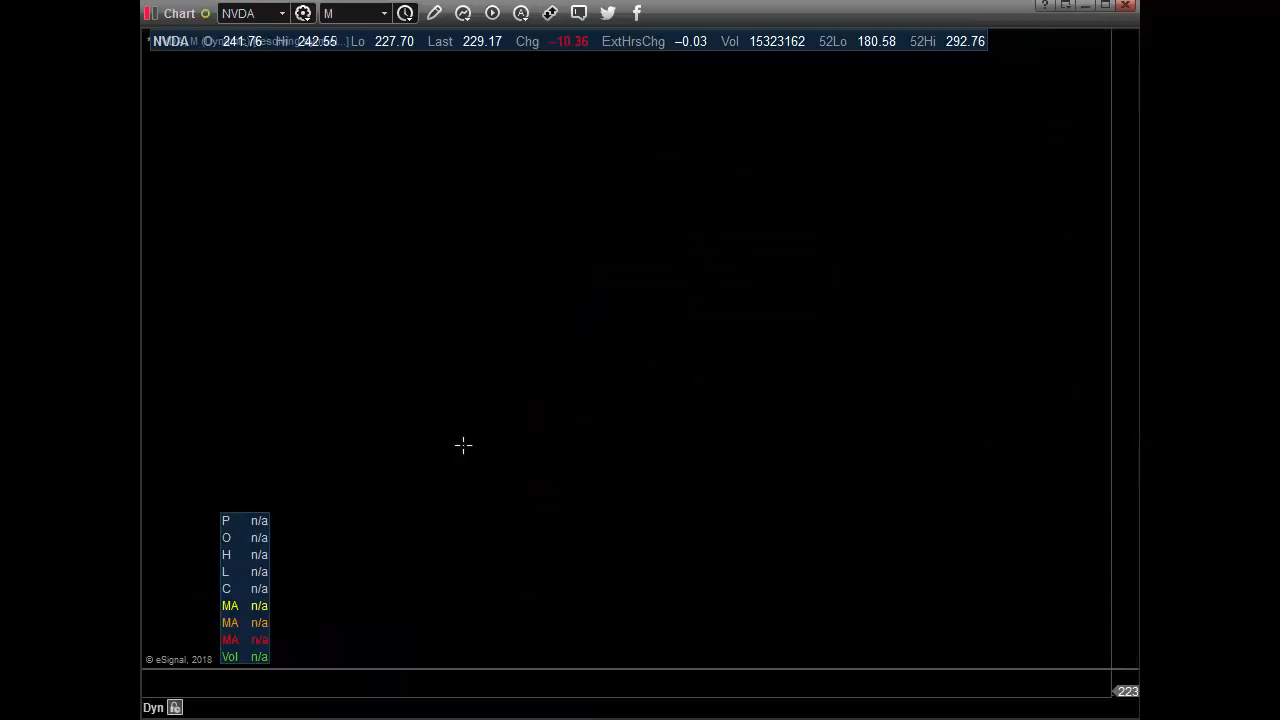 Chart NVDA M
NVDA O 241.76 Hi 242.55 Lo 227.70 Last 229.17 Chg –10.36 ExtHrsChg –0.03 Vol 15323162 52Lo 180.58 52Hi 292.76
P n/a
O n/a
H n/a
L n/a
C n/a
MA n/a
MA n/a
MA n/a
Vol n/a
© eSignal, 2018
223
Dyn